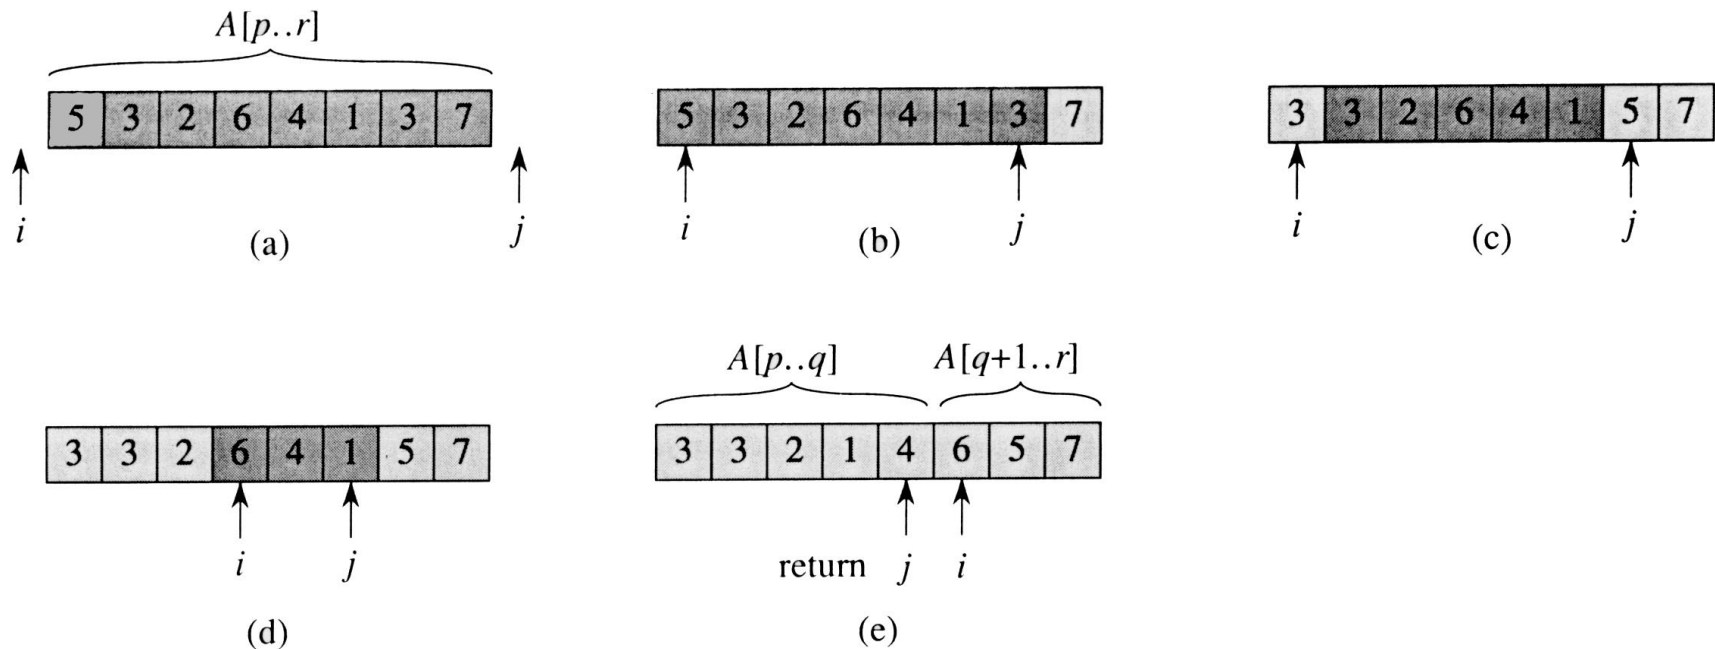 A[p..r]
5 3 2 6 4 1 3 7
i j
(a)
5 3 2 6 4 1 3 7
i j
(b)
3 3 2 6 4 1 5 7
i j
(c)
3 3 2 6 4 1 5 7
i j
(d)
A[p..q] A[q+1..r]
3 3 2 1 4 6 5 7
return j i
(e)